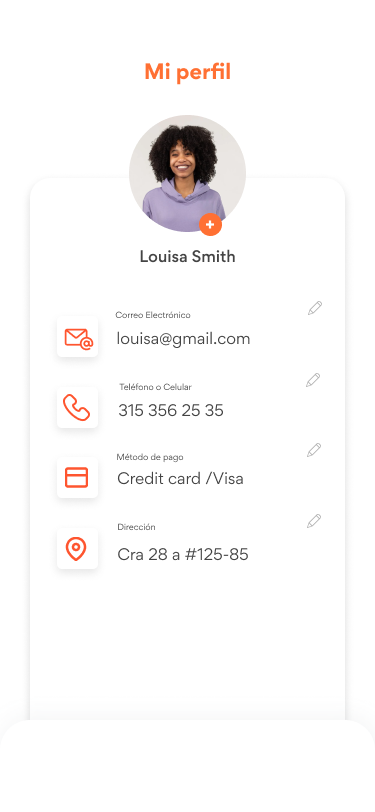 Mi perfil
Louisa Smith
Correo Electrónico
louisa@gmail.com
Teléfono o Celular
315 356 25 35
Método de pago
Credit card /Visa
Dirección
Cra 28 a #125-85